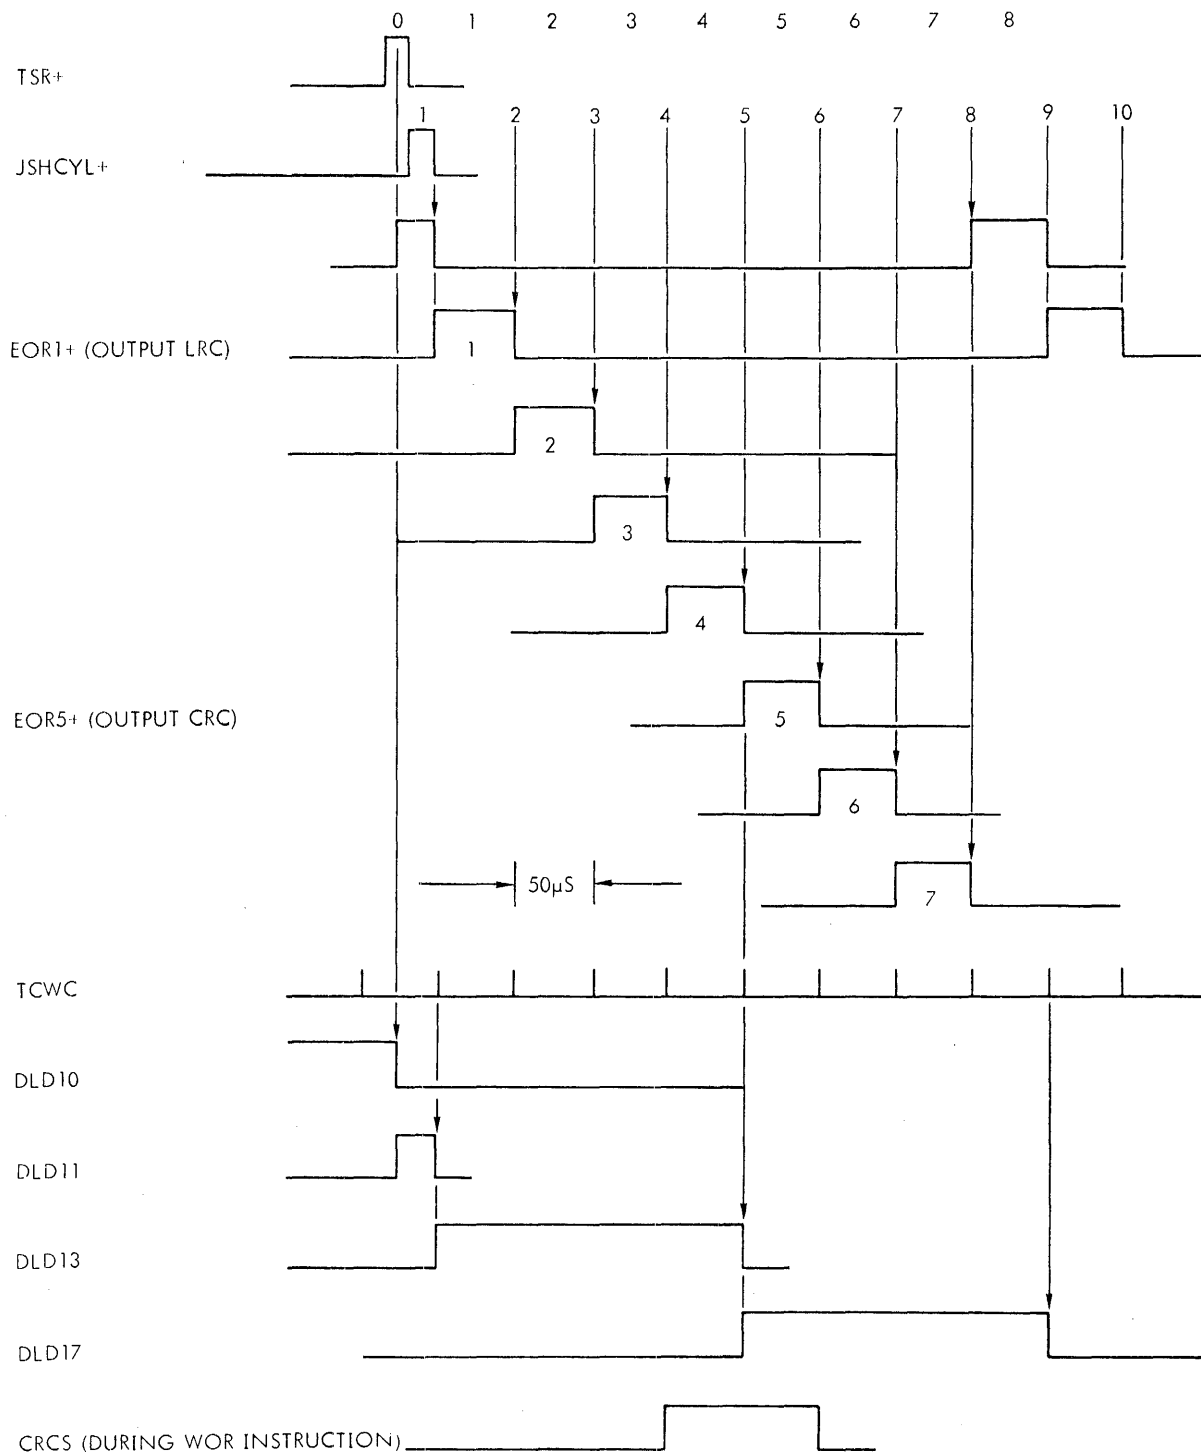 0 1 2 3 4 5 6 7 8
TSR+
1 2 3 4 5 6 7 8 9 10
JSHCYL+
EOR1+ (OUTPUT LRC)
1
2
3
4
EOR5+ (OUTPUT CRC)
5
6
50µS
7
TCWC
DLD10
DLD11
DLD13
DLD17
CRCS (DURING WOR INSTRUCTION)